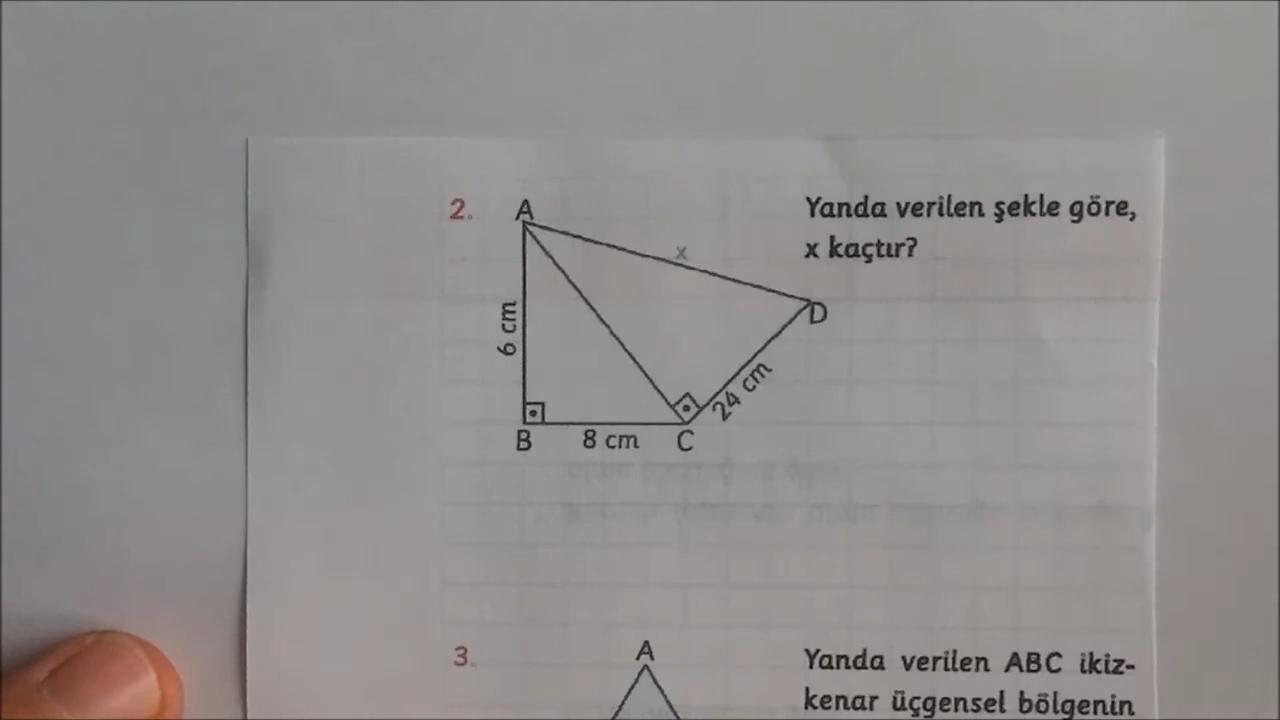 2.
A
Yanda verilen şekle göre,
x kaçtır?
x
6 cm
D
24 cm
B
8 cm
C
3.
A
Yanda verilen ABC ikiz-
kenar üçgensel bölgenin